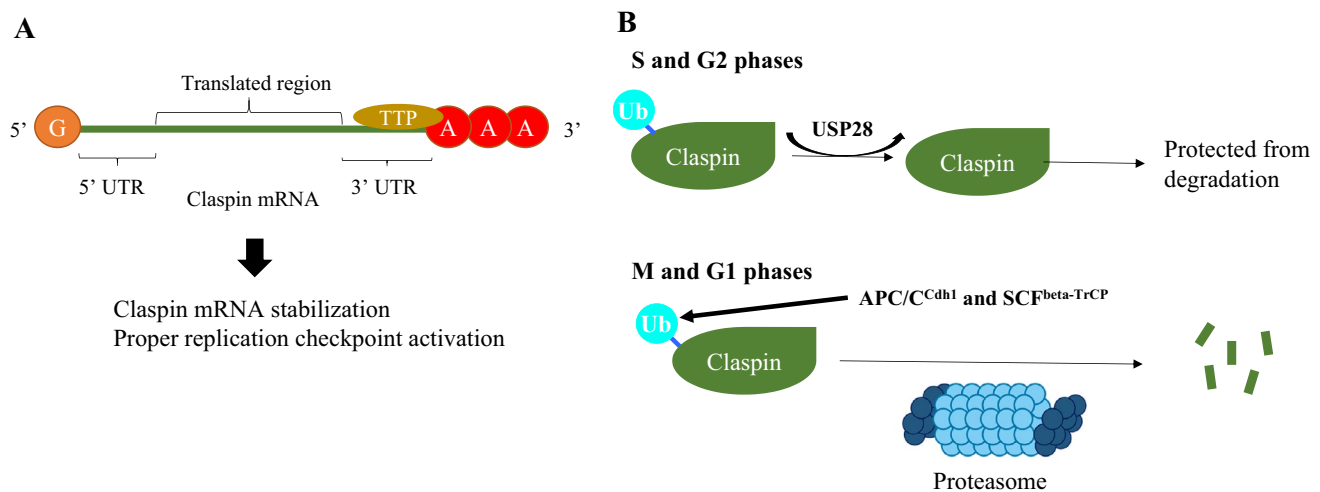 A
Translated region
5’ G TTP A A A 3’
5’ UTR 3’ UTR
Claspin mRNA
Claspin mRNA stabilization
Proper replication checkpoint activation
B
S and G2 phases
Ub
USP28
Claspin Claspin
Protected from
degradation
M and G1 phases
APC/C^Cdh1 and SCF^beta-TrCP
Ub
Claspin
Proteasome